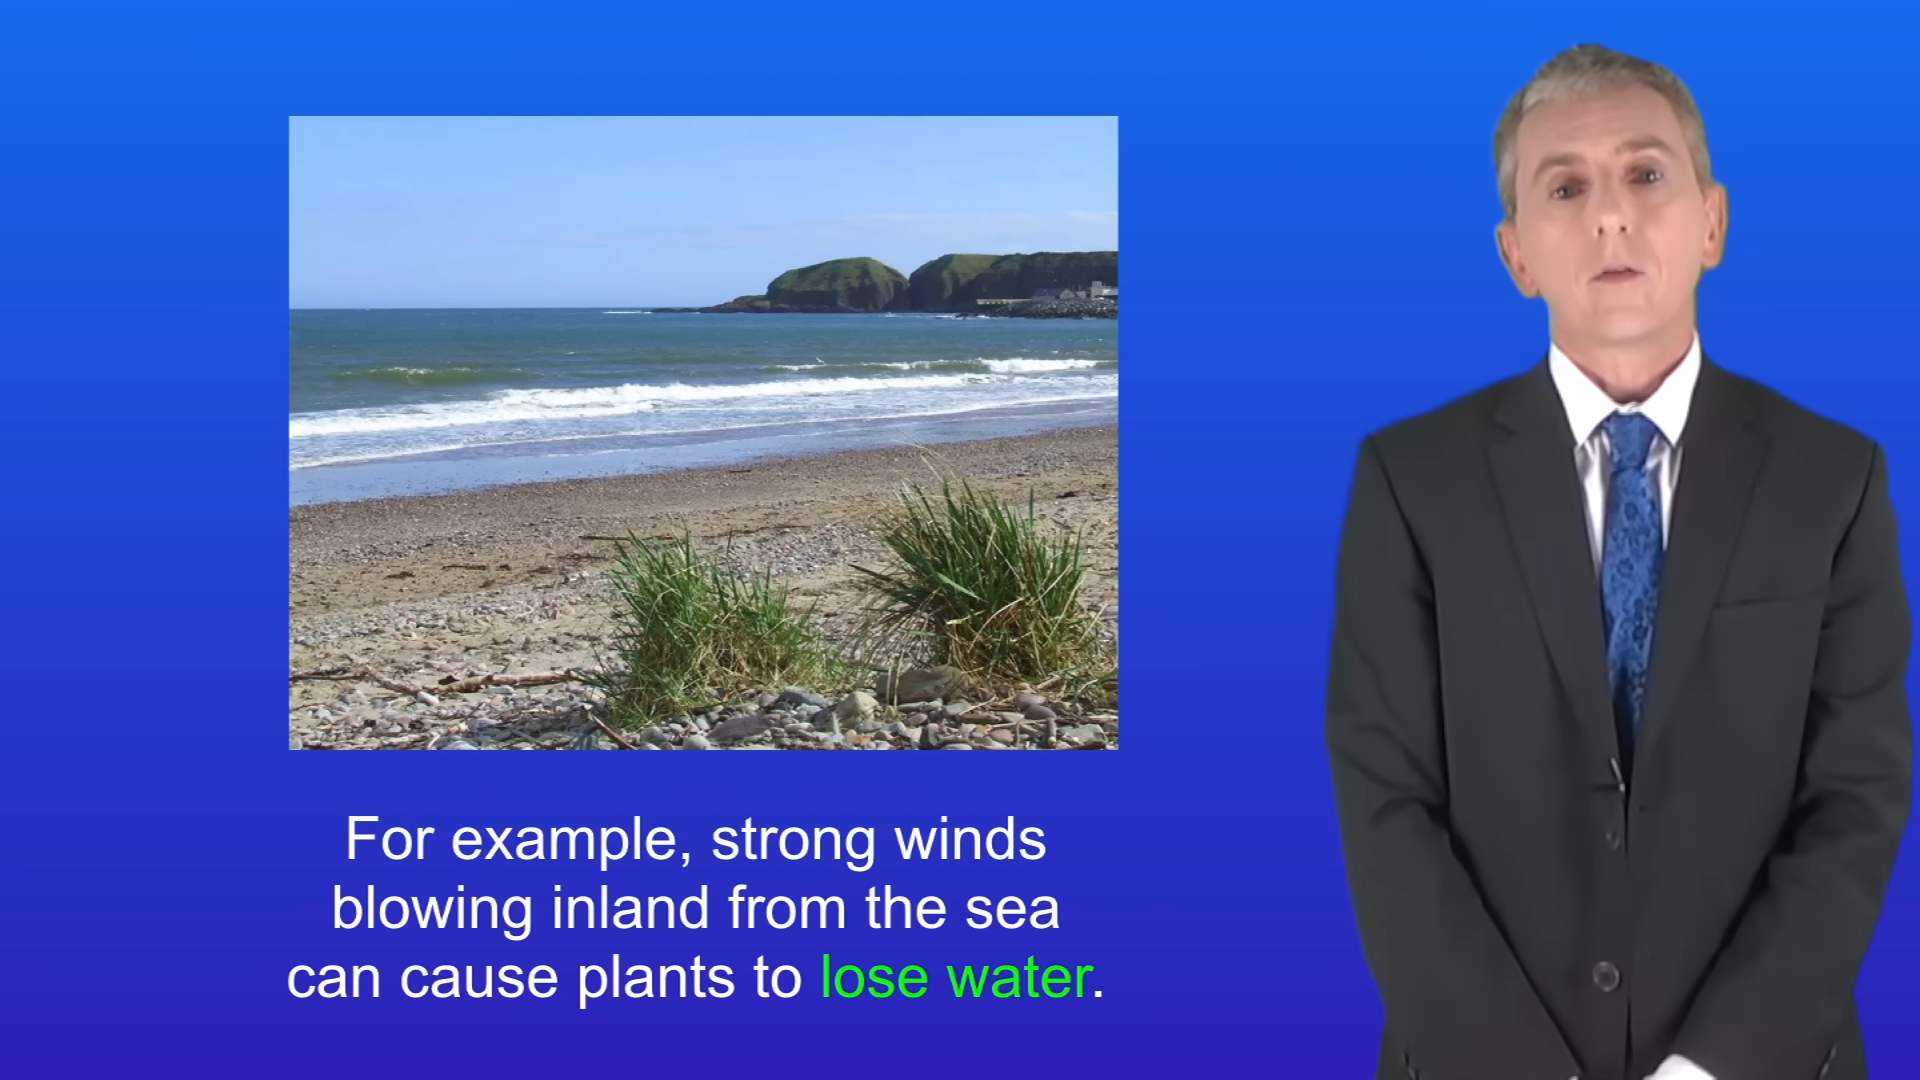 For example, strong winds
blowing inland from the sea
can cause plants to lose water.